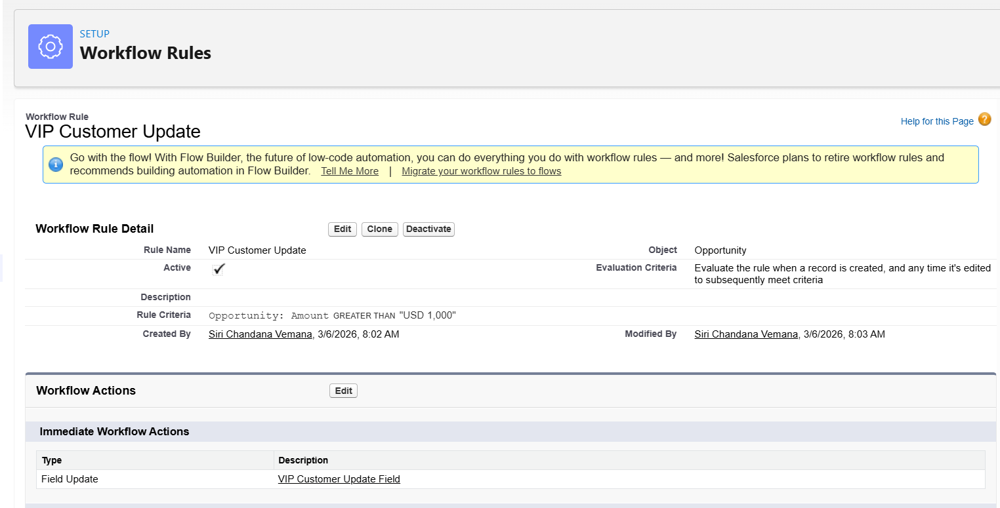 SETUP
Workflow Rules
Workflow Rule
VIP Customer Update
Help for this Page ?
Go with the flow! With Flow Builder, the future of low-code automation, you can do everything you do with workflow rules — and more! Salesforce plans to retire workflow rules and
recommends building automation in Flow Builder. Tell Me More | Migrate your workflow rules to flows
Workflow Rule Detail Edit Clone Deactivate
Rule Name VIP Customer Update Object Opportunity
Active Evaluation Criteria Evaluate the rule when a record is created, and any time it's edited
to subsequently meet criteria
Description
Rule Criteria Opportunity: Amount GREATER THAN "USD 1,000"
Created By Siri Chandana Vemana, 3/6/2026, 8:02 AM Modified By Siri Chandana Vemana, 3/6/2026, 8:03 AM
Workflow Actions Edit
Immediate Workflow Actions
Type Description
Field Update VIP Customer Update Field